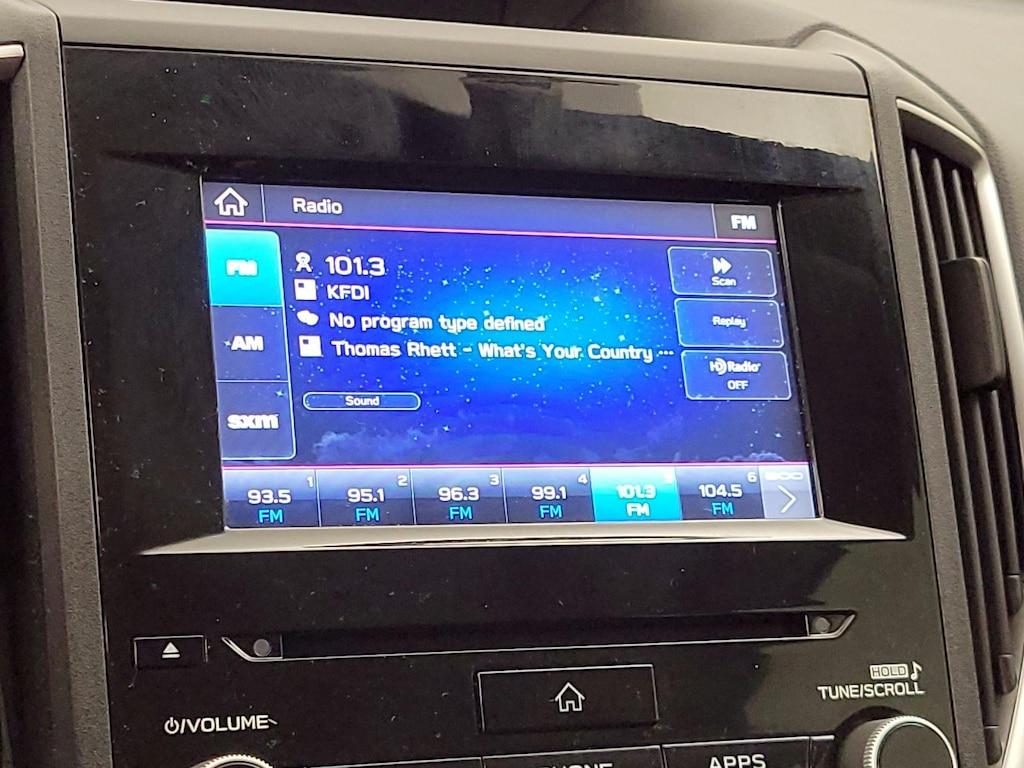 Radio
FM
FM
101.3
Scan
KFDI
No program type defined
Replay
AM
Thomas Rhett - What's Your Country ...
HD Radio
OFF
Sound
sxm
1
93.5
FM
2
95.1
FM
3
96.3
FM
4
99.1
FM
5
101.3
FM
6
104.5
FM
HOLD
TUNE/SCROLL
/VOLUME
APPS